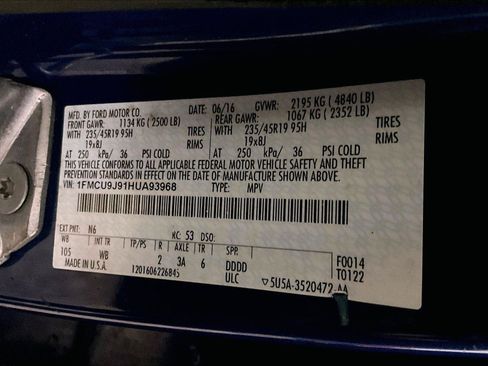 MFD. BY FORD MOTOR CO. DATE: 06/16 GVWR: 2195 KG ( 4840 LB)
FRONT GAWR: 1134 KG ( 2500 LB) REAR GAWR: 1067 KG ( 2352 LB)
WITH TIRES WITH TIRES
235/45R19 95H RIMS 235/45R19 95H RIMS
19x8J 19x8J
AT 250 kPa/ 36 PSI COLD AT 250 kPa/ 36 PSI COLD
THIS VEHICLE CONFORMS TO ALL APPLICABLE FEDERAL MOTOR VEHICLE SAFETY AND THEFT
PREVENTION STANDARDS IN EFFECT ON THE DATE OF MANUFACTURE SHOWN ABOVE.
VIN: 1FMCU9J91HUA93968 TYPE: MPV
EXT PNT: N6 RC: 53 DSO:
WB INT TR TP/PS R AXLE TR SPR F0014
105 WB 2 3A 6 DDDD T0122
MADE IN U.S.A. 1201606226845 ULC 5U5A-3520472-AA